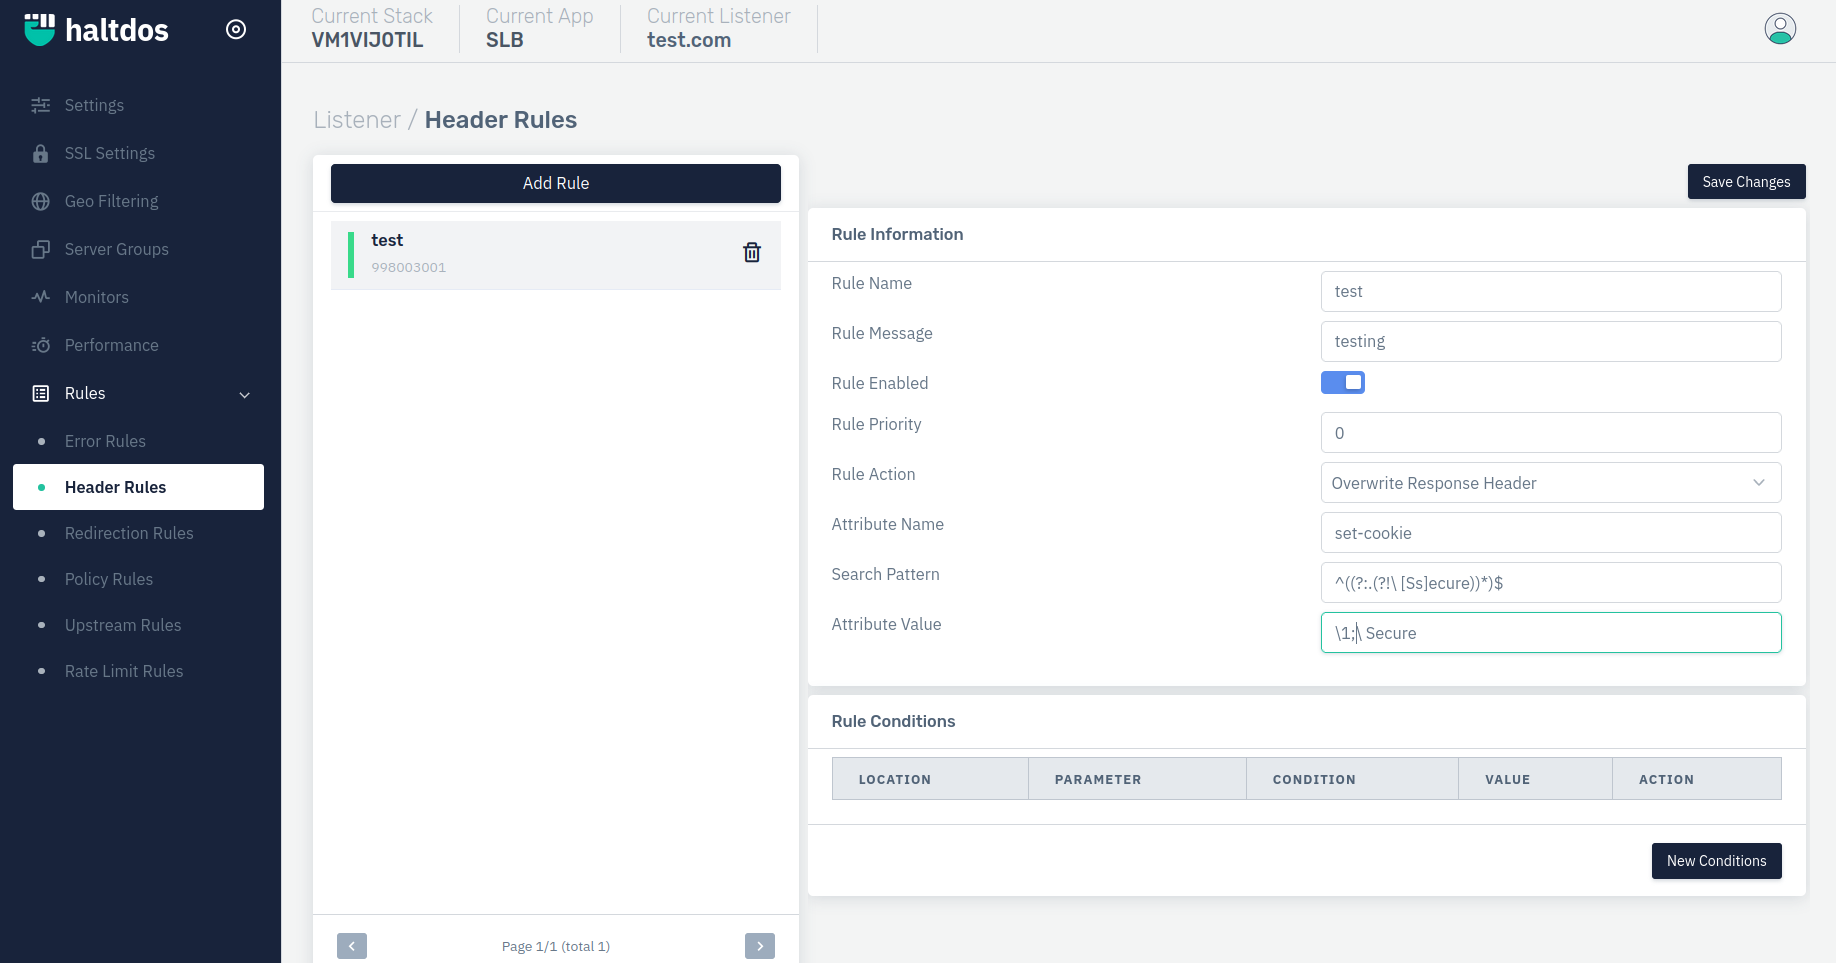 haltdos
Current Stack
VM1VIJ0TIL
Current App
SLB
Current Listener
test.com
Settings
SSL Settings
Geo Filtering
Server Groups
Monitors
Performance
Rules
Error Rules
Header Rules
Redirection Rules
Policy Rules
Upstream Rules
Rate Limit Rules
Listener / Header Rules
Add Rule
test
998003001
Page 1/1 (total 1)
Save Changes
Rule Information
Rule Name
test
Rule Message
testing
Rule Enabled
Rule Priority
0
Rule Action
Overwrite Response Header
Attribute Name
set-cookie
Search Pattern
^((?:.(?!\ [Ss]ecure))*)$
Attribute Value
\1;\ Secure
Rule Conditions
LOCATION PARAMETER CONDITION VALUE ACTION
New Conditions